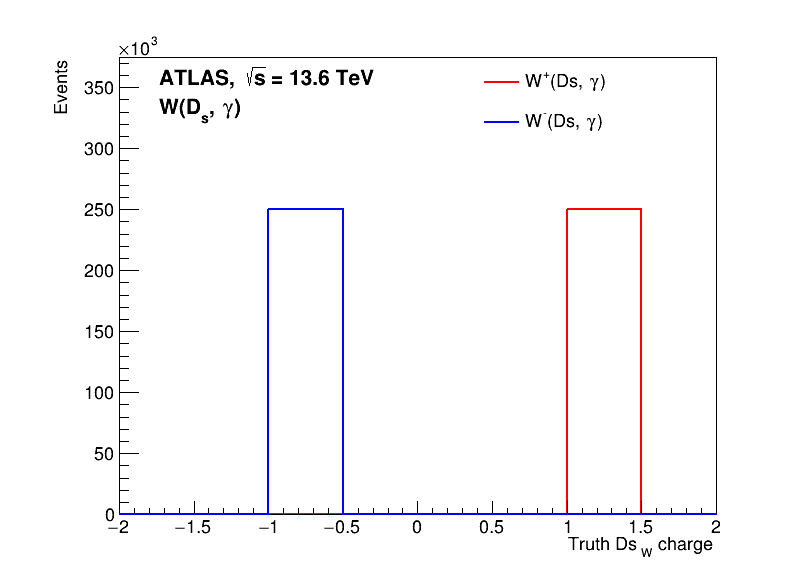 ×10³
Events
350
300
250
200
150
100
50
0
ATLAS, √s = 13.6 TeV
W(Dₛ, γ)
W⁺(Ds, γ)
W⁻(Ds, γ)
−2 −1.5 −1 −0.5 0 0.5 1 1.5 2
Truth Ds_W charge